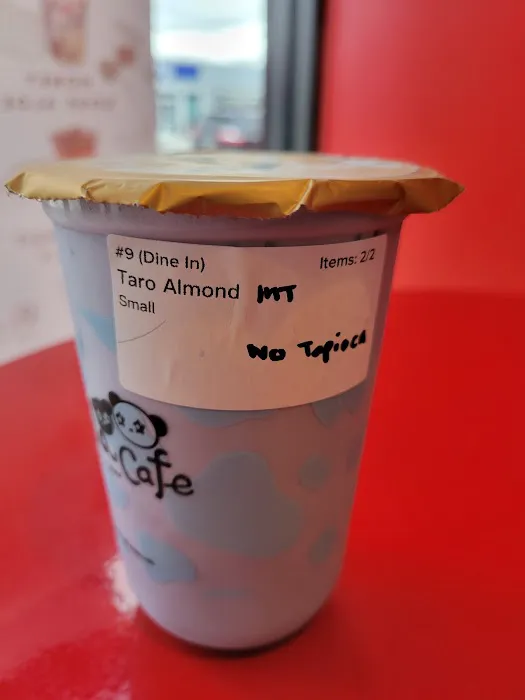 #9 (Dine In)
Items: 2/2
Taro Almond MT
Small
No Tapioca
Cafe